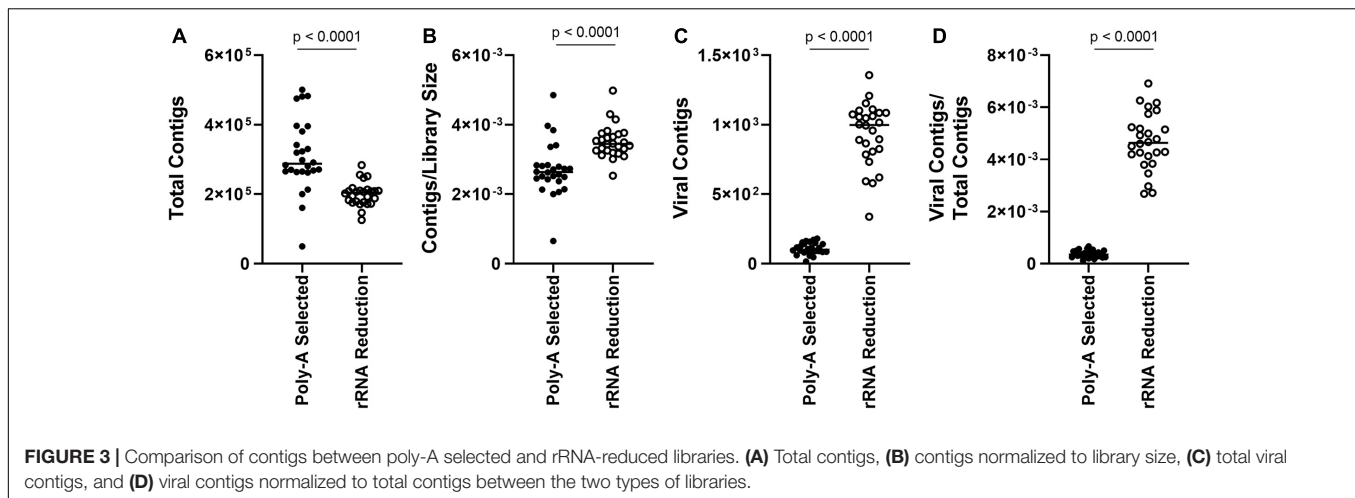 A
p < 0.0001
Total Contigs
6×10⁵
4×10⁵
2×10⁵
0
Poly-A Selected
rRNA Reduction
B
p < 0.0001
Contigs/Library Size
6×10⁻³
4×10⁻³
2×10⁻³
0
Poly-A Selected
rRNA Reduction
C
p < 0.0001
Viral Contigs
1.5×10³
1×10³
5×10²
0
Poly-A Selected
rRNA Reduction
D
p < 0.0001
Viral Contigs/
Total Contigs
8×10⁻³
6×10⁻³
4×10⁻³
2×10⁻³
0
Poly-A Selected
rRNA Reduction
FIGURE 3 | Comparison of contigs between poly-A selected and rRNA-reduced libraries. (A) Total contigs, (B) contigs normalized to library size, (C) total viral
contigs, and (D) viral contigs normalized to total contigs between the two types of libraries.